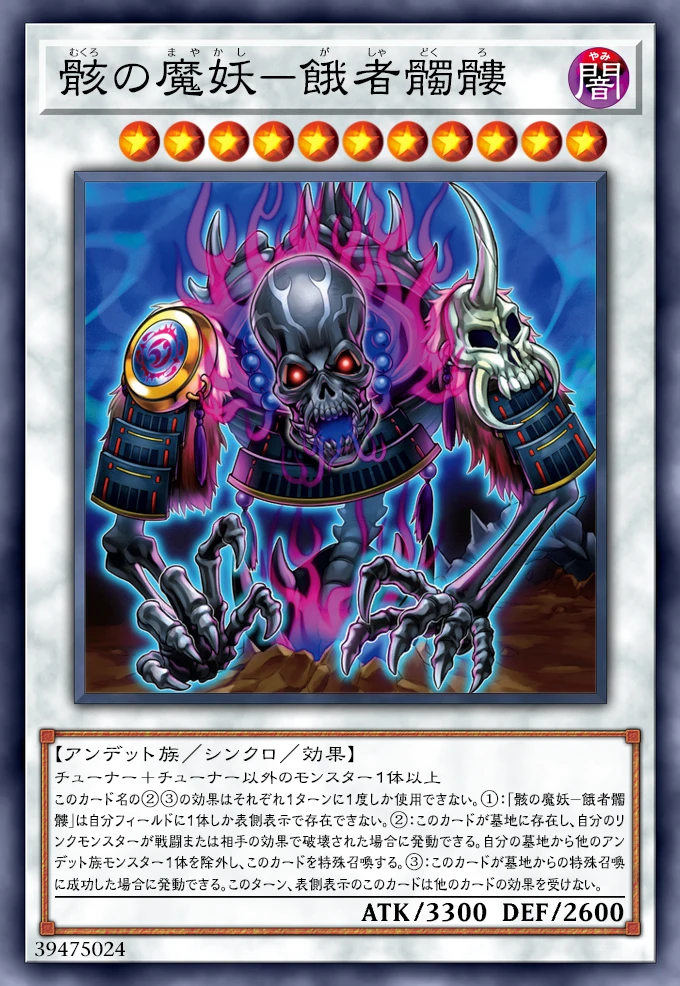 むくろ まやかし がしゃどくろ
骸の魔妖－餓者髑髏
やみ
闇
【アンデット族／シンクロ／効果】
チューナー＋チューナー以外のモンスター1体以上
このカード名の②③の効果はそれぞれ1ターンに1度しか使用できない。①：「骸の魔妖－餓者髑
髏」は自分フィールドに1体しか表側表示で存在できない。②：このカードが墓地に存在し、自分のリ
ンクモンスターが戦闘または相手の効果で破壊された場合に発動できる。自分の墓地から他のアン
デット族モンスター1体を除外し、このカードを特殊召喚する。③：このカードが墓地からの特殊召喚
に成功した場合に発動できる。このターン、表側表示のこのカードは他のカードの効果を受けない。
ATK/3300 DEF/2600
39475024